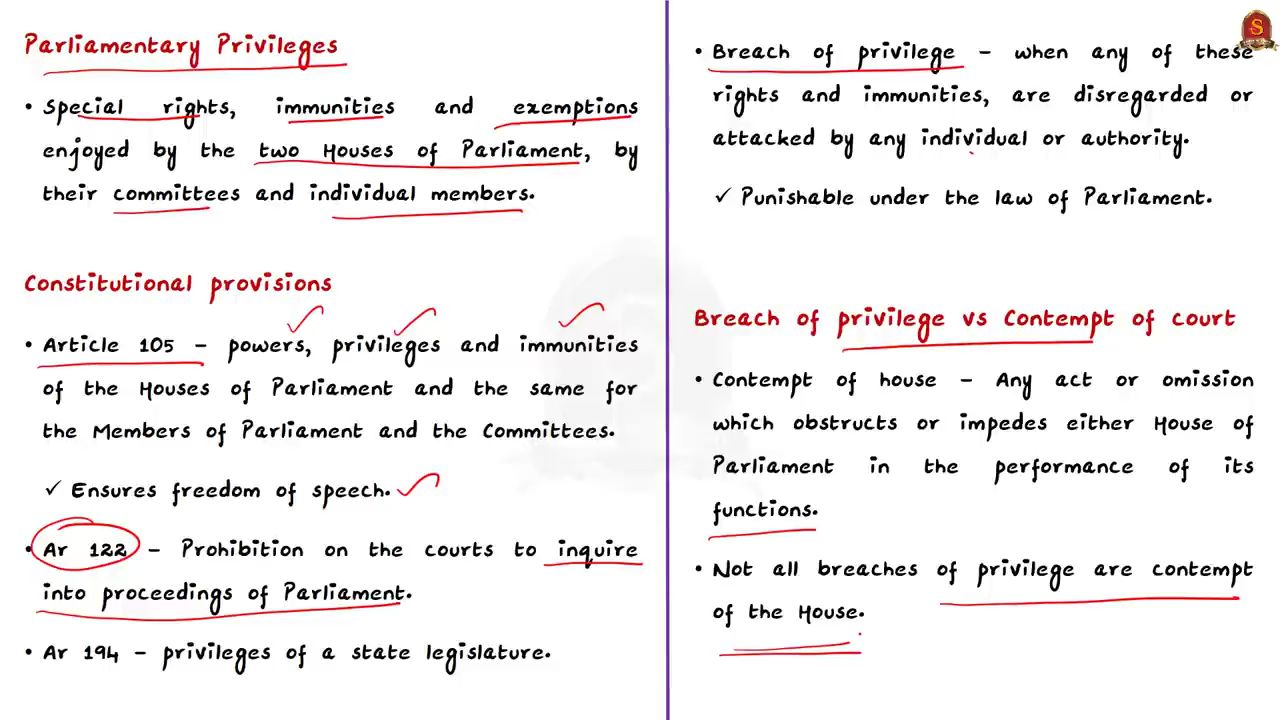 Parliamentary Privileges
• Special rights, immunities and exemptions
enjoyed by the two Houses of Parliament, by
their committees and individual members.
Constitutional provisions
• Article 105 – powers, privileges and immunities
of the Houses of Parliament and the same for
the Members of Parliament and the Committees.
✓ Ensures freedom of speech.
• Ar 122 – Prohibition on the courts to inquire
into proceedings of Parliament.
• Ar 194 – privileges of a state legislature.
• Breach of privilege – when any of these
rights and immunities, are disregarded or
attacked by any individual or authority.
✓ Punishable under the law of Parliament.
Breach of privilege vs Contempt of court
• Contempt of house – Any act or omission
which obstructs or impedes either House of
Parliament in the performance of its
functions.
• Not all breaches of privilege are contempt
of the House.